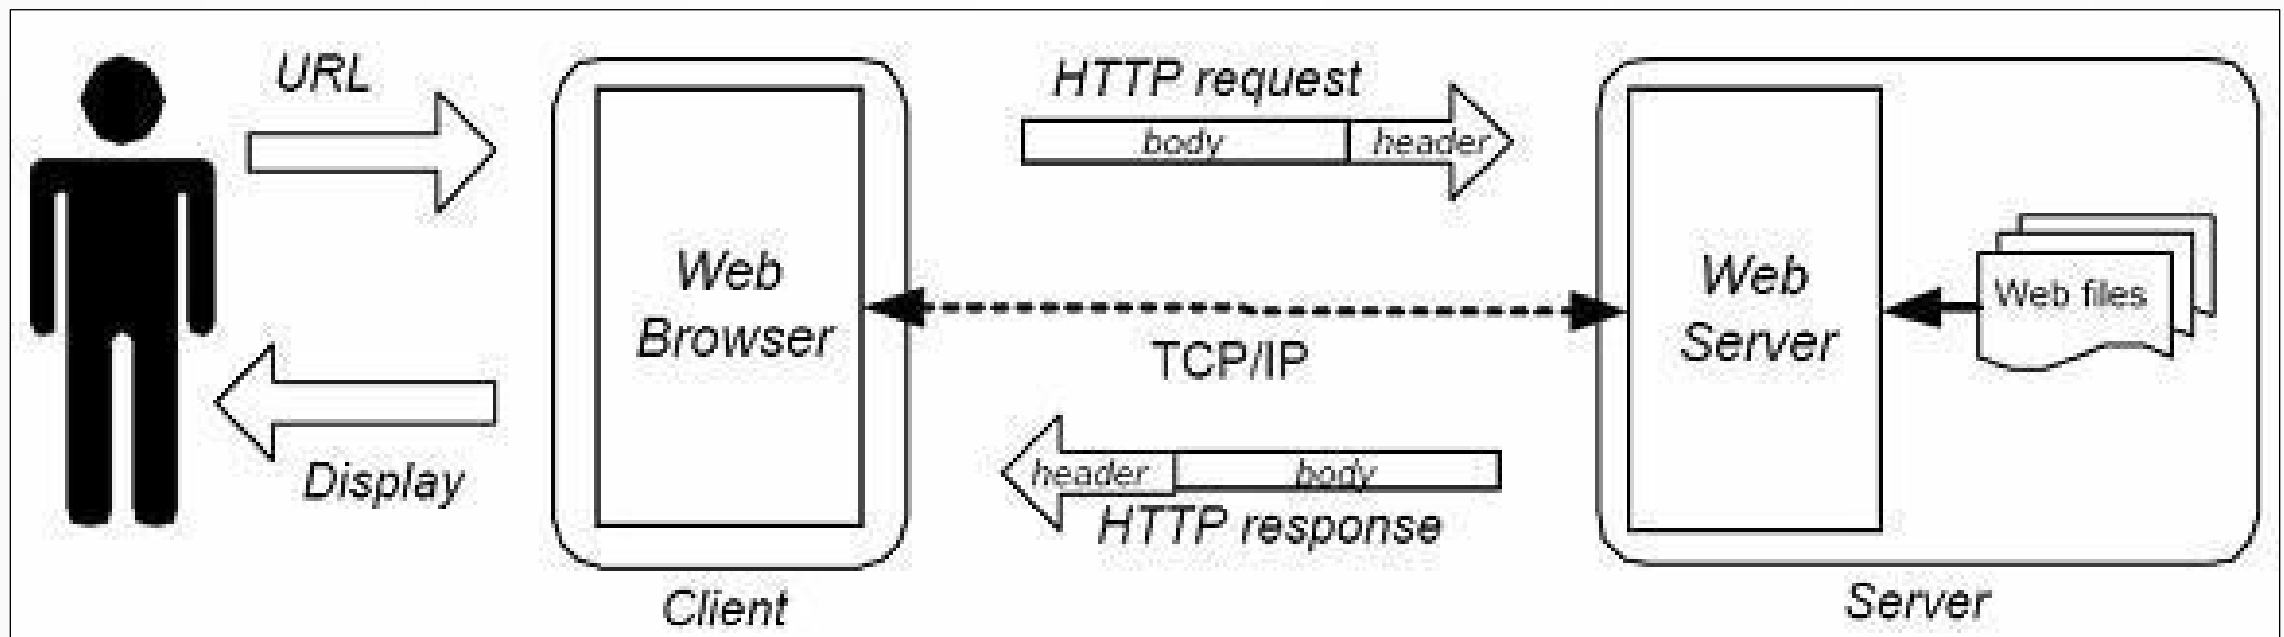 URL
Display
Web
Browser
Client
HTTP request
body
header
TCP/IP
header
body
HTTP response
Web
Server
Web files
Server